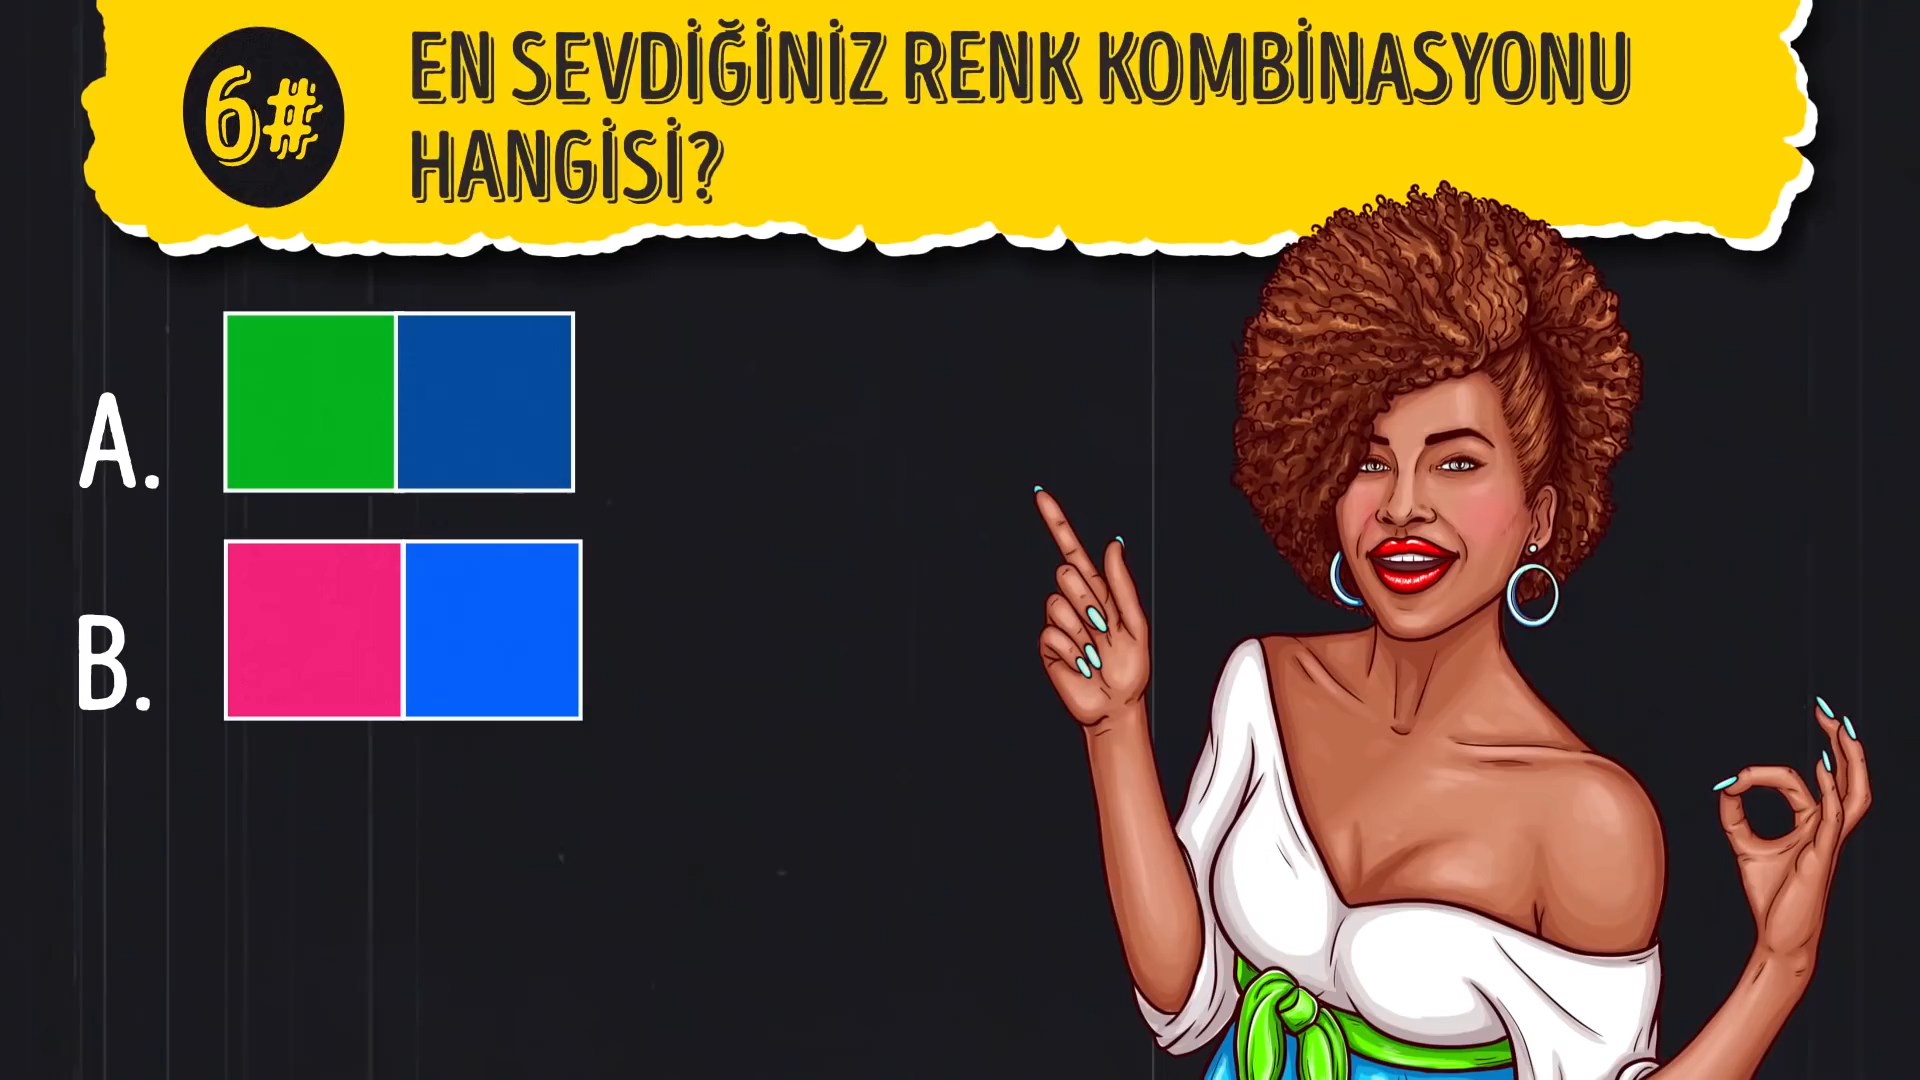 6#
EN SEVDİĞİNİZ RENK KOMBİNASYONU
HANGİSİ?
A.
B.